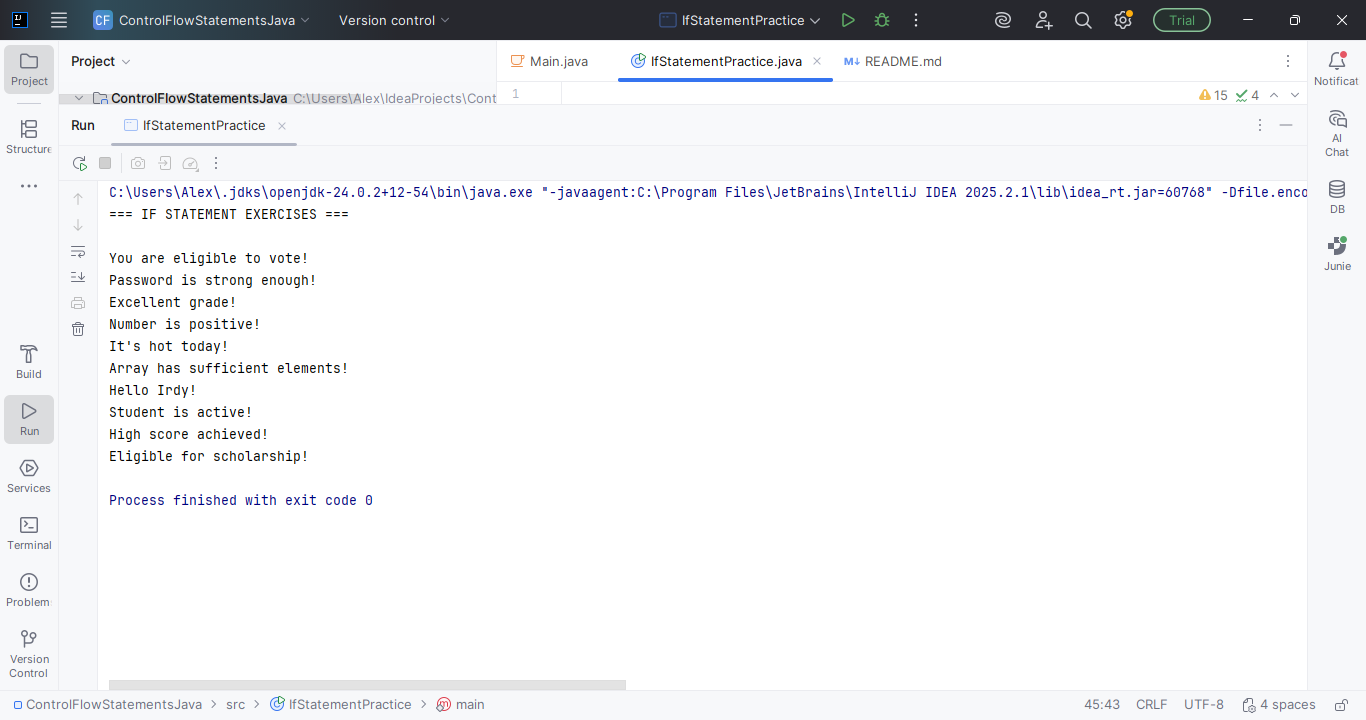 CF ControlFlowStatementsJava Version control IfStatementPractice Trial
Project
Main.java IfStatementPractice.java README.md
ControlFlowStatementsJava C:\Users\Alex\IdeaProjects\Cont
1 15 4
Run IfStatementPractice
C:\Users\Alex\.jdks\openjdk-24.0.2+12-54\bin\java.exe "-javaagent:C:\Program Files\JetBrains\IntelliJ IDEA 2025.2.1\lib\idea_rt.jar=60768" -Dfile.enco
=== IF STATEMENT EXERCISES ===
You are eligible to vote!
Password is strong enough!
Excellent grade!
Number is positive!
It's hot today!
Array has sufficient elements!
Hello Irdy!
Student is active!
High score achieved!
Eligible for scholarship!
Process finished with exit code 0
Project
Structure
Build
Run
Services
Terminal
Problem
Version
Control
Notificat
AI
Chat
DB
Junie
ControlFlowStatementsJava > src > IfStatementPractice > main 45:43 CRLF UTF-8 4 spaces